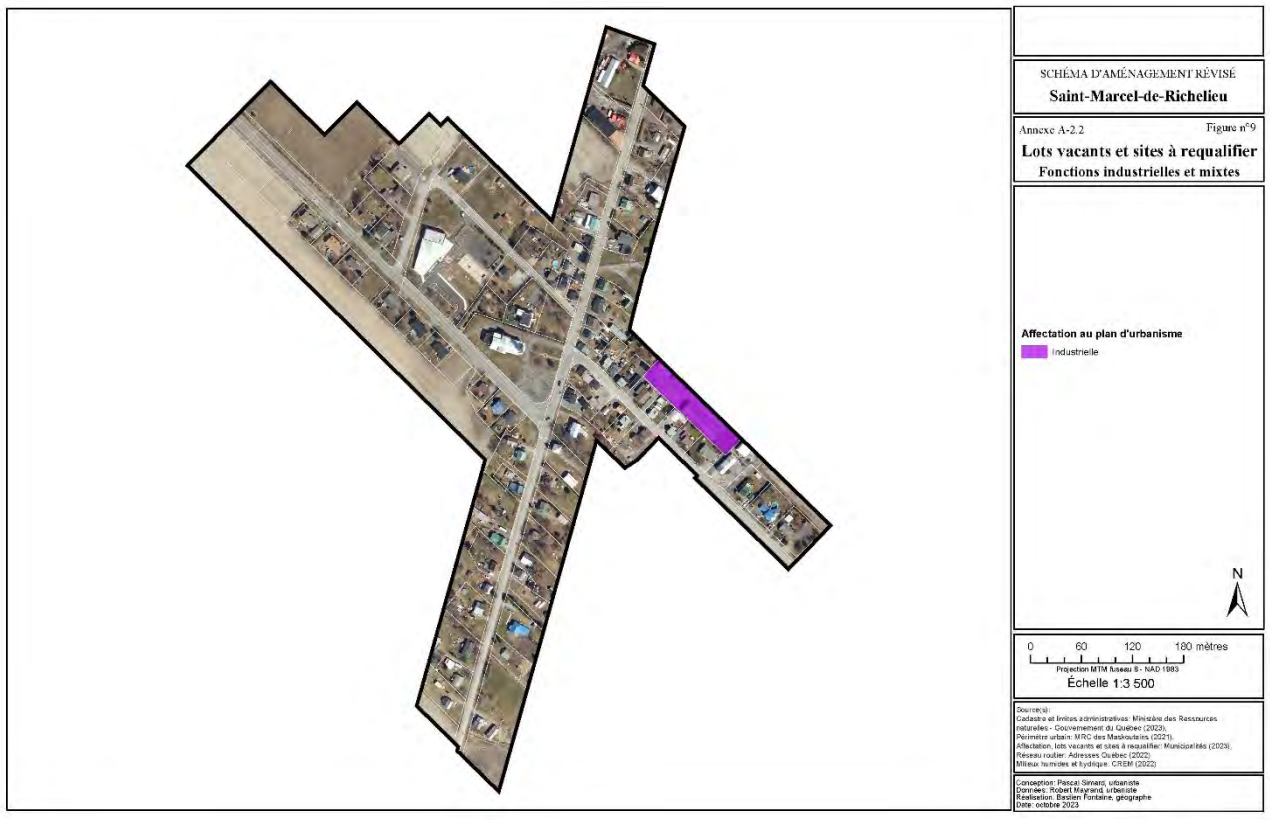 SCHÉMA D'AMÉNAGEMENT RÉVISÉ
Saint-Marcel-de-Richelieu
Annexe A-2.2 Figure n°9
Lots vacants et sites à requalifier
Fonctions industrielles et mixtes
Affectation au plan d'urbanisme
Industrielle
N
0 60 120 180 mètres
Projection MTM fuseau 8 - NAD 1983
Échelle 1:3 500
Source(s):
Cadastre et limites administratives: Ministère des Ressources
naturelles - Gouvernement du Québec (2023),
Périmètre urbain: MRC des Maskoutains (2021),
Affectation, lots vacants et sites à requalifier: Municipalités (2023),
Réseau routier: Adresses Québec (2022)
Milieux humides et hydrique: CREM (2022)
Conception: Pascal Simard, urbaniste
Données: Robert Mayrand, urbaniste
Réalisation: Bastien Fontaine, géographe
Date: octobre 2023